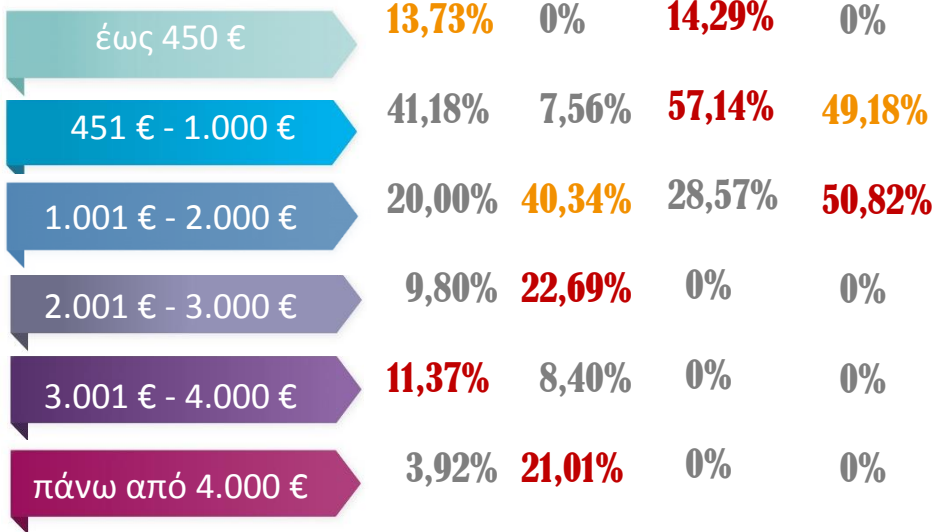 έως 450 € 13,73% 0% 14,29% 0%
451 € - 1.000 € 41,18% 7,56% 57,14% 49,18%
1.001 € - 2.000 € 20,00% 40,34% 28,57% 50,82%
2.001 € - 3.000 € 9,80% 22,69% 0% 0%
3.001 € - 4.000 € 11,37% 8,40% 0% 0%
πάνω από 4.000 € 3,92% 21,01% 0% 0%